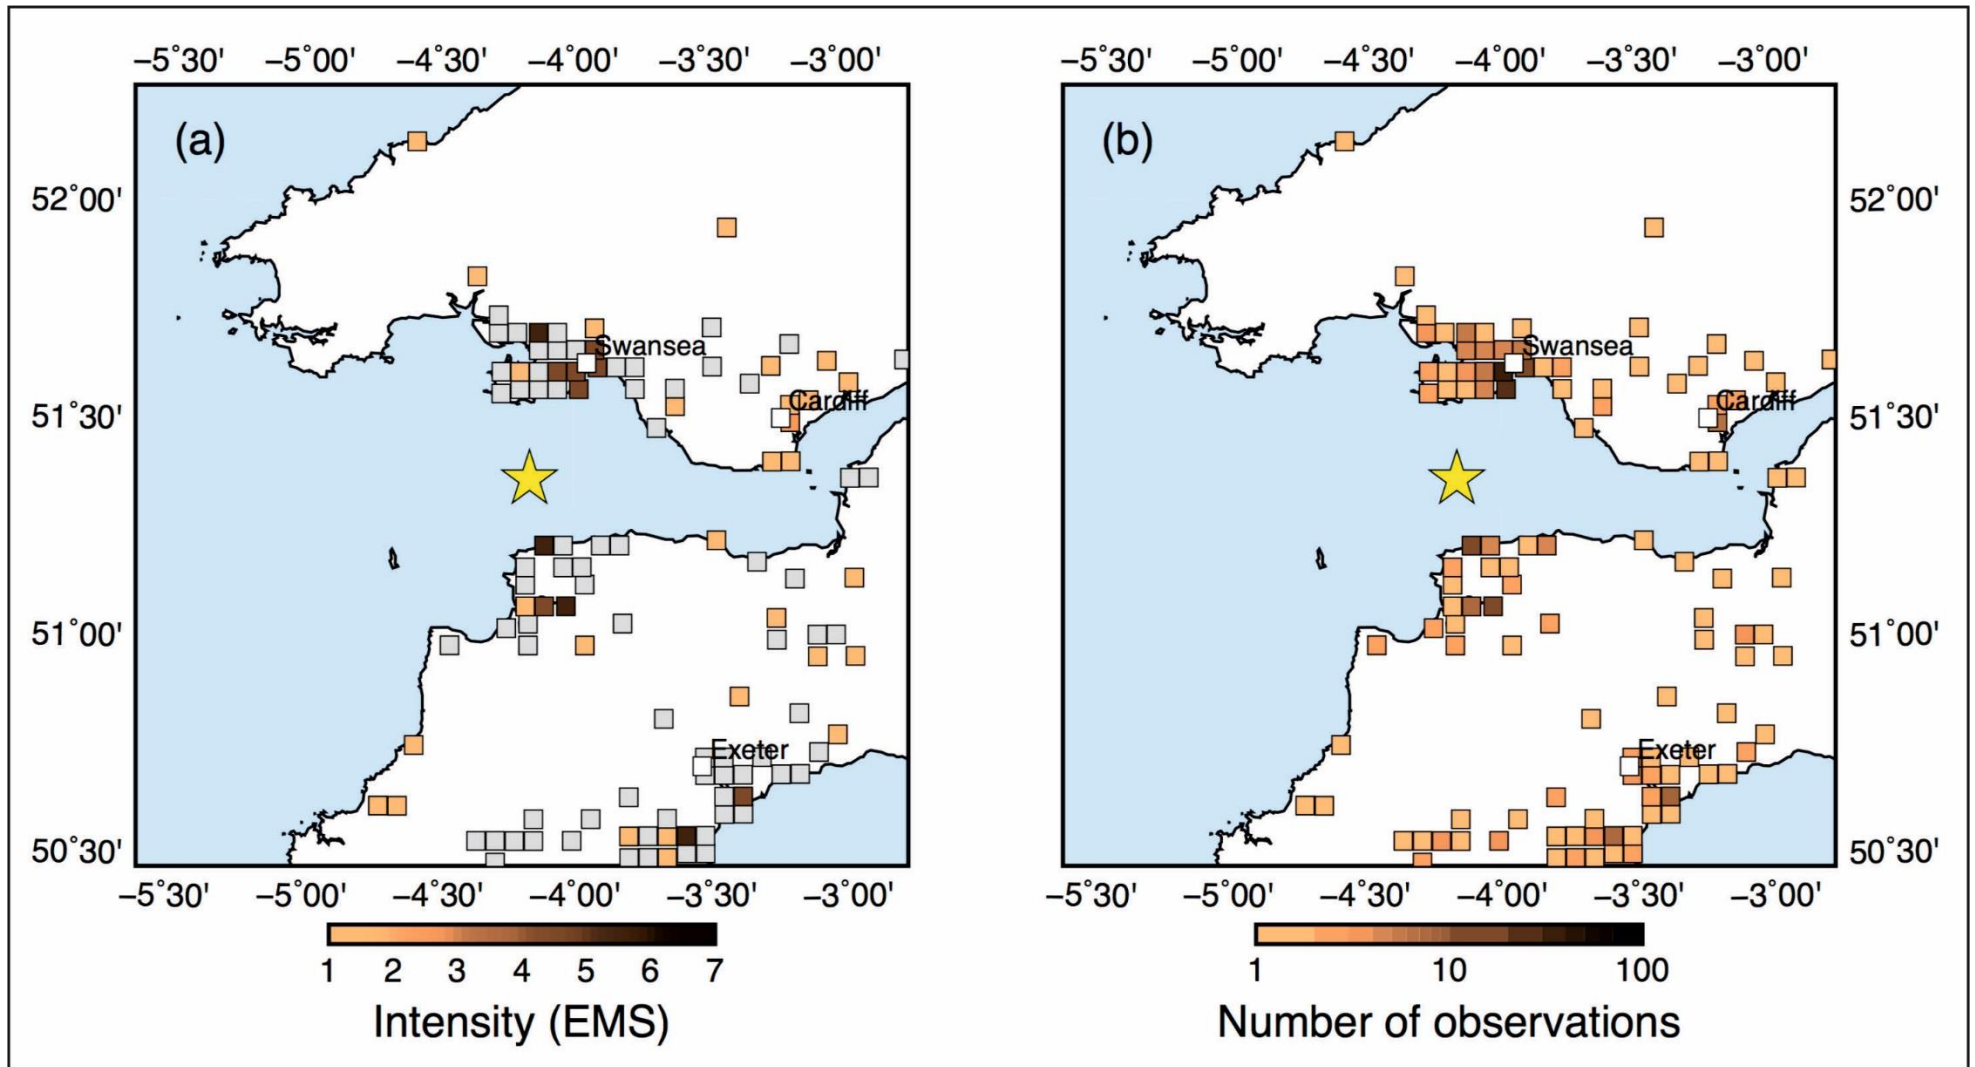 −5˚30' −5˚00' −4˚30' −4˚00' −3˚30' −3˚00' −5˚30' −5˚00' −4˚30' −4˚00' −3˚30' −3˚00'
(a) (b)
52˚00' 52˚00'
Swansea Swansea
Cardiff Cardiff
51˚30' 51˚30'
51˚00' 51˚00'
Exeter Exeter
50˚30' 50˚30'
−5˚30' −5˚00' −4˚30' −4˚00' −3˚30' −3˚00' −5˚30' −5˚00' −4˚30' −4˚00' −3˚30' −3˚00'
1 2 3 4 5 6 7 1 10 100
Intensity (EMS) Number of observations